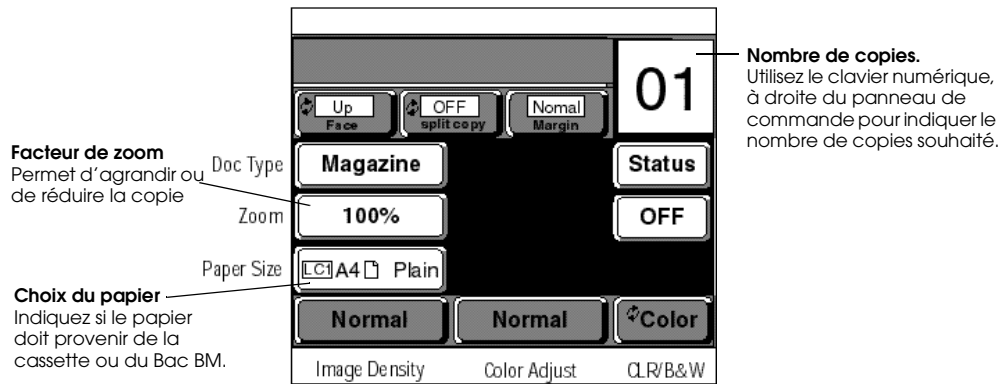 01
Nombre de copies.
Utilisez le clavier numérique,
à droite du panneau de
commande pour indiquer le
nombre de copies souhaité.
Up
Face
OFF
split copy
Nomal
Margin
Facteur de zoom
Permet d'agrandir ou
de réduire la copie
Doc Type
Magazine
Status
Zoom
100%
OFF
Paper Size
LC1 A4 Plain
Choix du papier
Indiquez si le papier
doit provenir de la
cassette ou du Bac BM.
Normal
Normal
Color
Image Density
Color Adjust
CLR/B&W